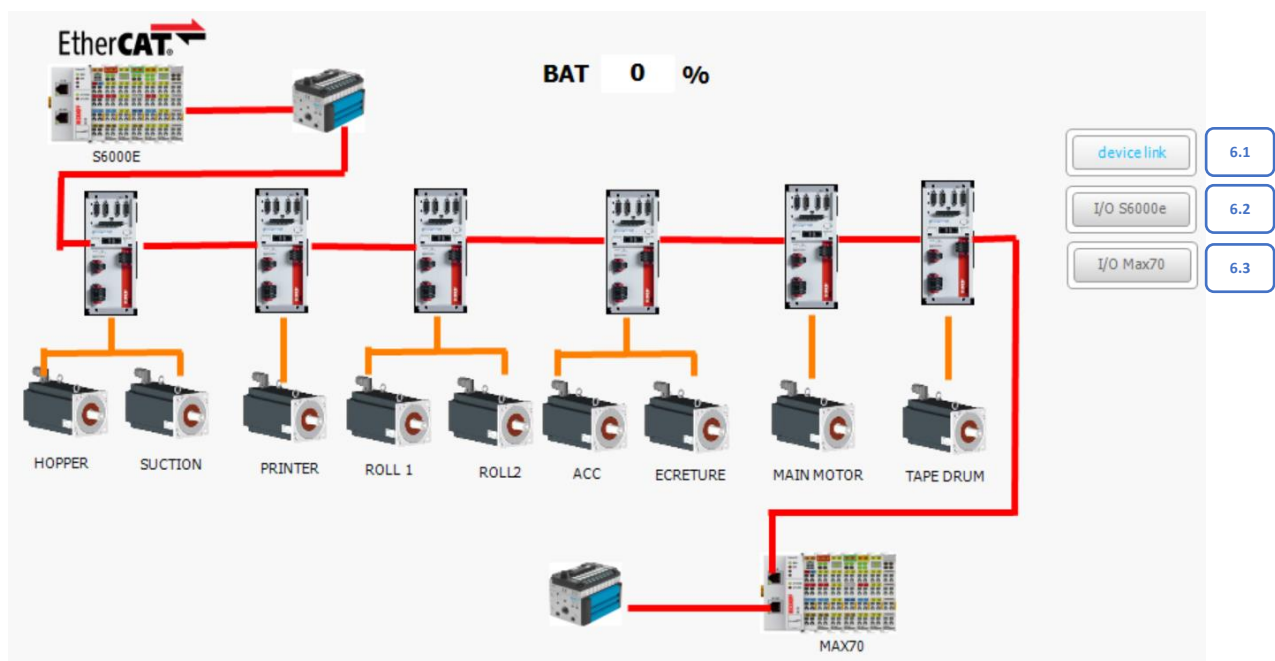 EtherCAT®
BAT 0 %
S6000E
device link 6.1
I/O S6000e 6.2
I/O Max70 6.3
HOPPER SUCTION PRINTER ROLL 1 ROLL2 ACC ECRETURE MAIN MOTOR TAPE DRUM
MAX70